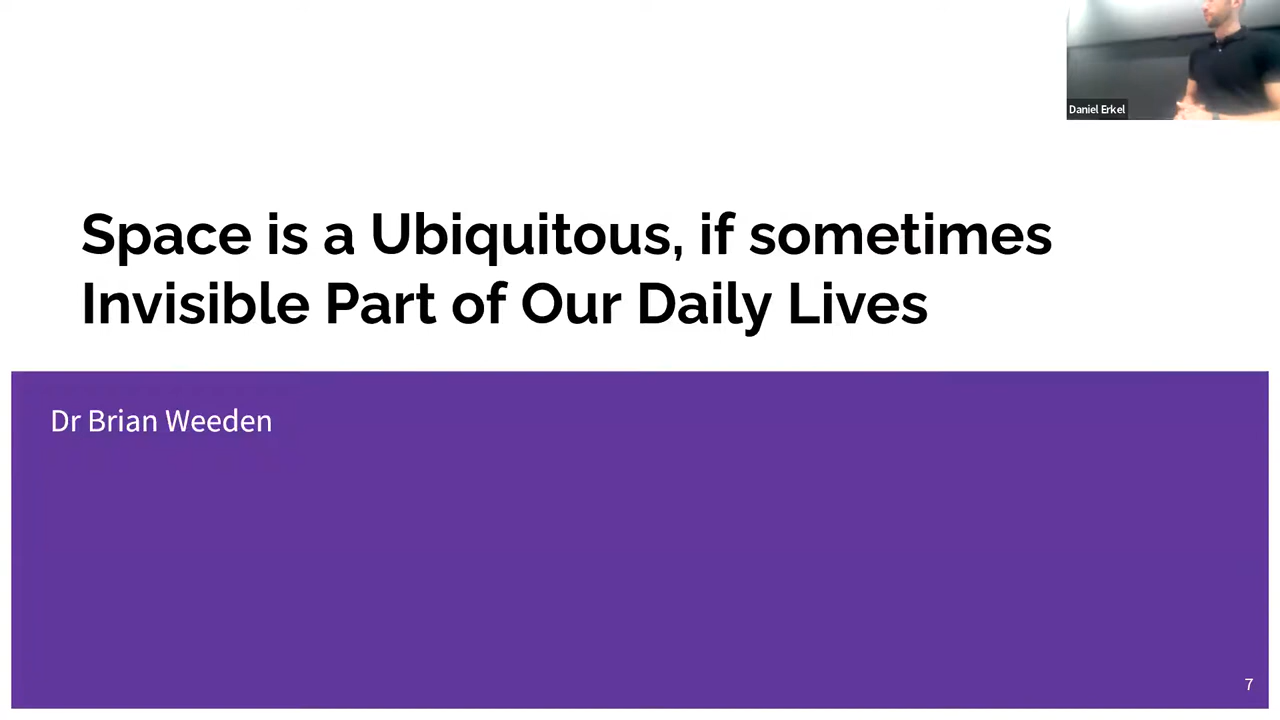 Daniel Erkel
Space is a Ubiquitous, if sometimes
Invisible Part of Our Daily Lives
Dr Brian Weeden
7